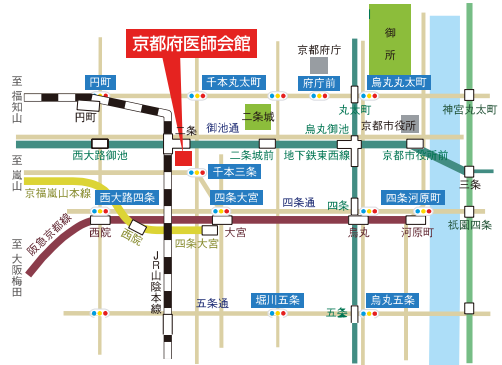 京都府医師会館
御所
京都府庁
至福知山
円町
千本丸太町
府庁前
烏丸丸太町
円町
丸太町
神宮丸太町
二条城
京都市役所
二条
御池通
烏丸御池
西大路御池
二条城前
地下鉄東西線
京都市役所前
至嵐山
千本三条
三条
京福嵐山本線
西大路四条
四条大宮
四条通
四条
四条河原町
祇園四条
阪急京都線
西院
西院
四条大宮
大宮
烏丸
河原町
至大阪梅田
JR山陰本線
五条通
堀川五条
烏丸五条
五条